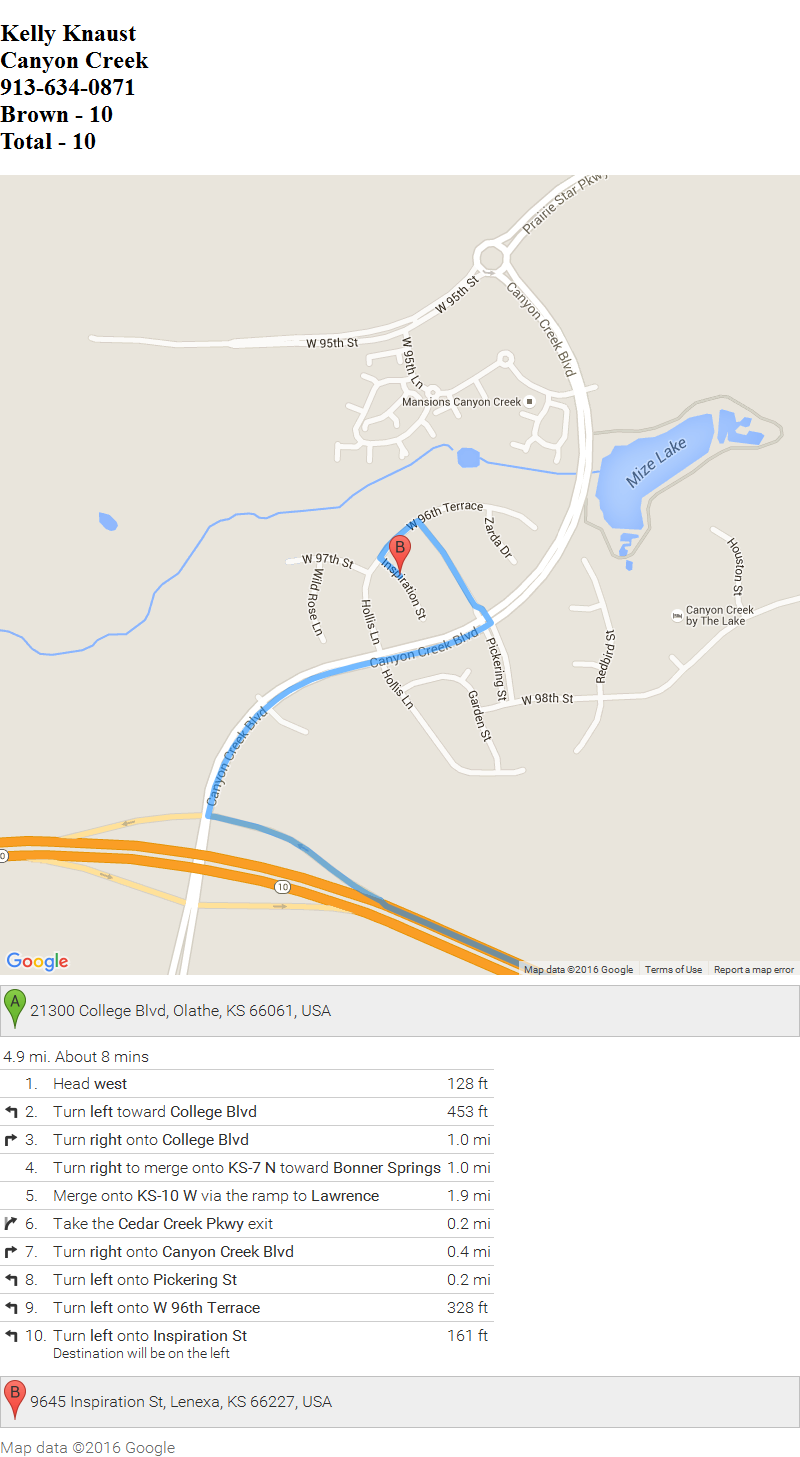 Kelly Knaust
Canyon Creek
913-634-0871
Brown - 10
Total - 10
Prairie Star Pkwy
W 95th St
Canyon Creek Blvd
W 95th St
W 95th Ln
Mansions Canyon Creek
Mize Lake
W 96th Terrace
Zarda Dr
B
W 97th St
Inspiration St
Wild Rose Ln
Hollis Ln
Houston St
Canyon Creek
by The Lake
Canyon Creek Blvd
Pickering St
Redbird St
Hollis Ln
Garden St
W 98th St
Canyon Creek Blvd
0
10
Google
Map data ©2016 Google
Terms of Use
Report a map error
A 21300 College Blvd, Olathe, KS 66061, USA
4.9 mi. About 8 mins
1. Head west 128 ft
2. Turn left toward College Blvd 453 ft
3. Turn right onto College Blvd 1.0 mi
4. Turn right to merge onto KS-7 N toward Bonner Springs 1.0 mi
5. Merge onto KS-10 W via the ramp to Lawrence 1.9 mi
6. Take the Cedar Creek Pkwy exit 0.2 mi
7. Turn right onto Canyon Creek Blvd 0.4 mi
8. Turn left onto Pickering St 0.2 mi
9. Turn left onto W 96th Terrace 328 ft
10. Turn left onto Inspiration St 161 ft
Destination will be on the left
B 9645 Inspiration St, Lenexa, KS 66227, USA
Map data ©2016 Google